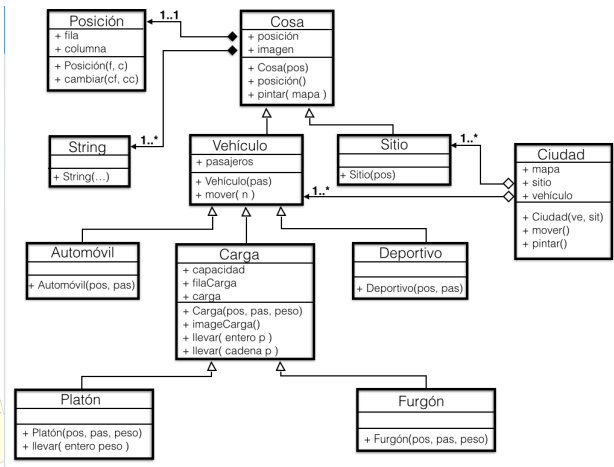 Posición
+ fila
+ columna
+ Posición(f, c)
+ cambiar(cf, cc)
1..1
Cosa
+ posición
+ imagen
+ Cosa(pos)
+ posición()
+ pintar( mapa )
String
+ String(...)
1..*
Vehículo
+ pasajeros
+ Vehículo(pas)
+ mover( n )
1..*
Sitio
+ Sitio(pos)
1..*
Ciudad
+ mapa
+ sitio
+ vehículo
+ Ciudad(ve, sit)
+ mover()
+ pintar()
Automóvil
+ Automóvil(pos, pas)
Carga
+ capacidad
+ filaCarga
+ carga
+ Carga(pos, pas, peso)
+ imageCarga()
+ llevar( entero p )
+ llevar( cadena p )
Deportivo
+ Deportivo(pos, pas)
Platón
+ Platón(pos, pas, peso)
+ llevar( entero peso )
Furgón
+ Furgón(pos, pas, peso)